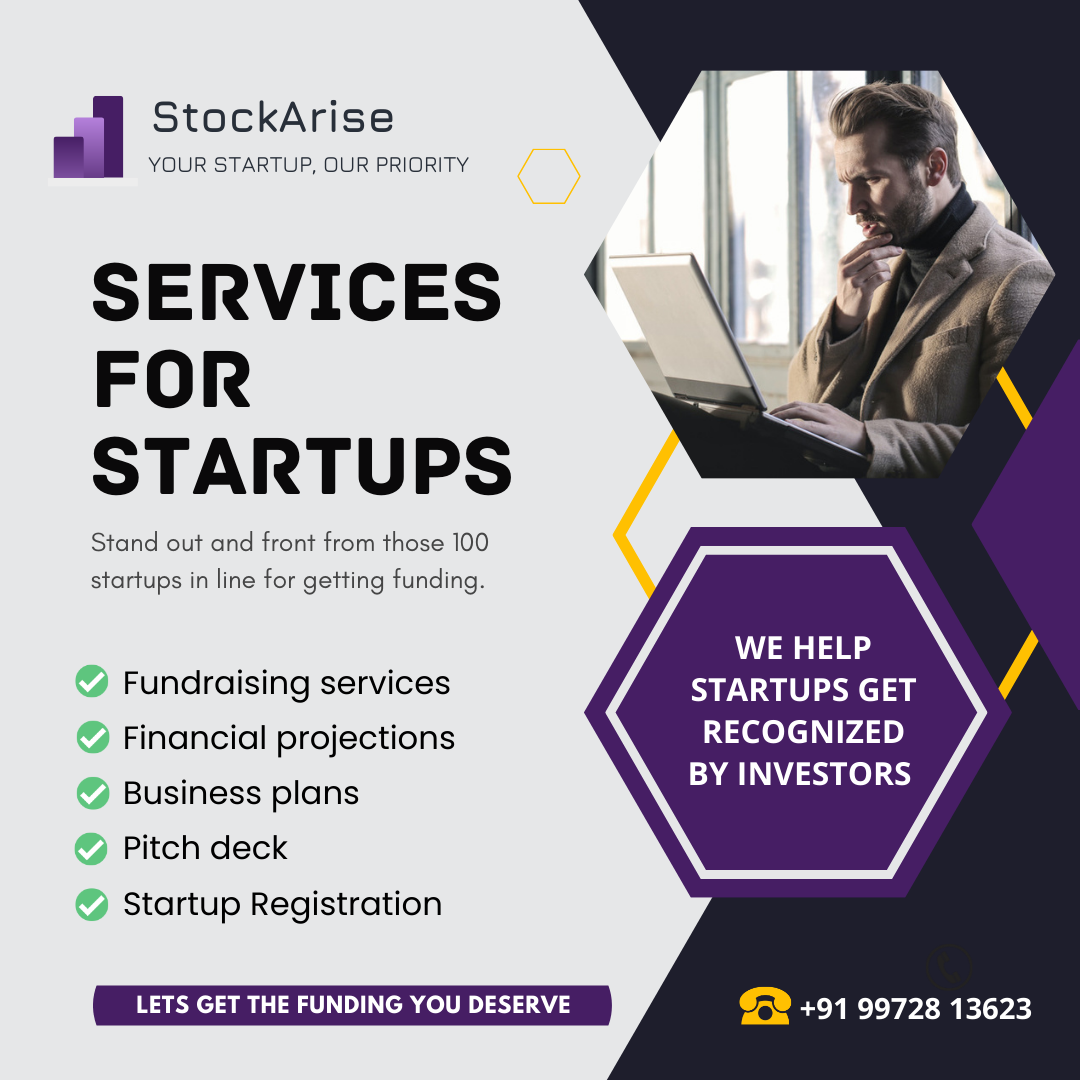 StockArise
YOUR STARTUP, OUR PRIORITY
SERVICES
FOR
STARTUPS
Stand out and front from those 100
startups in line for getting funding.
Fundraising services
Financial projections
Business plans
Pitch deck
Startup Registration
WE HELP
STARTUPS GET
RECOGNIZED
BY INVESTORS
LETS GET THE FUNDING YOU DESERVE
+91 99728 13623